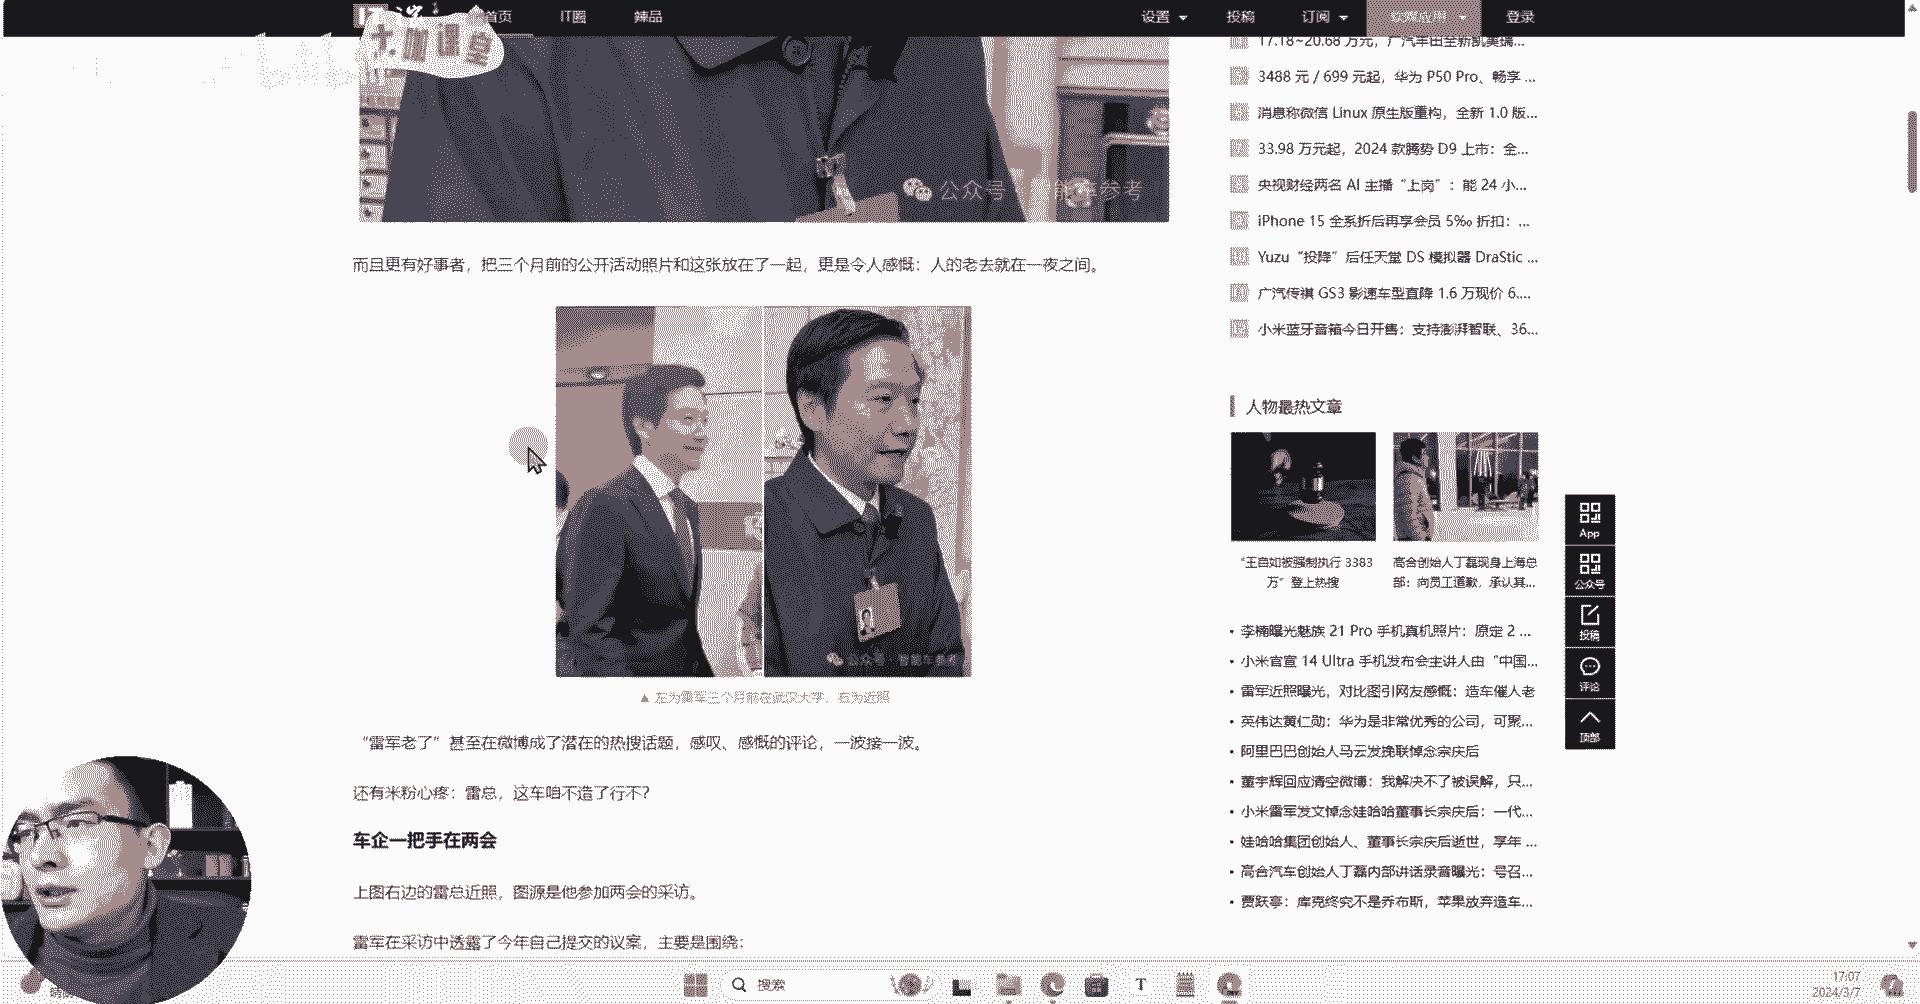 首页
IT圈
辣品
设置
投稿
订阅
软媒应用
登录
课堂
公众号
17.18~20.68 万元，广汽丰田全新凯美瑞...
3488 元 / 699 元起，华为 P50 Pro、畅享 ...
消息称微信 Linux 原生版重构，全新 1.0 版...
33.98 万元起，2024 款腾势 D9 上市：全...
央视财经两名 AI 主播“上岗”：能 24 小...
iPhone 15 全系折后再享会员 5‰ 折扣：...
Yuzu“投降”后任天堂 DS 模拟器 DraStic ...
广汽传祺 GS3 影速车型直降 1.6 万现价 6....
小米蓝牙音箱今日开售：支持澎湃智联、36...
而且更有好事者，把三个月前的公开活动照片和这张放在了一起，更是令人感慨：人的老去就在一夜之间。
公众号 · 智能车参考
▲ 左为雷军三个月前在武汉大学，右为近照
“雷军老了”甚至在微博成了潜在的热搜话题，感叹、感慨的评论，一波接一波。
还有米粉心疼：雷总，这车咱不造了行不？
车企一把手在两会
上图右边的雷总近照，图源是他参加两会的采访。
雷军在采访中透露了今年自己提交的议案，主要是围绕：
人物最热文章
“王自如被强制执行 3383
万”登上热搜
高合创始人丁磊现身上海总
部：向员工道歉，承认其...
• 李楠曝光魅族 21 Pro 手机真机照片：原定 2 ...
• 小米官宣 14 Ultra 手机发布会主讲人由“中国...
• 雷军近照曝光，对比图引网友感慨：造车催人老
• 英伟达黄仁勋：华为是非常优秀的公司，可聚...
• 阿里巴巴创始人马云发挽联悼念宗庆后
• 董宇辉回应清空微博：我解决不了被误解，只...
• 小米雷军发文悼念娃哈哈董事长宗庆后：一代...
• 娃哈哈集团创始人、董事长宗庆后逝世，享年 ...
• 高合汽车创始人丁磊内部讲话录音曝光：号召...
• 贾跃亭：库克终究不是乔布斯，苹果放弃造车...
App
公众号
投稿
评论
顶部
搜索
17:07
2024/3/7